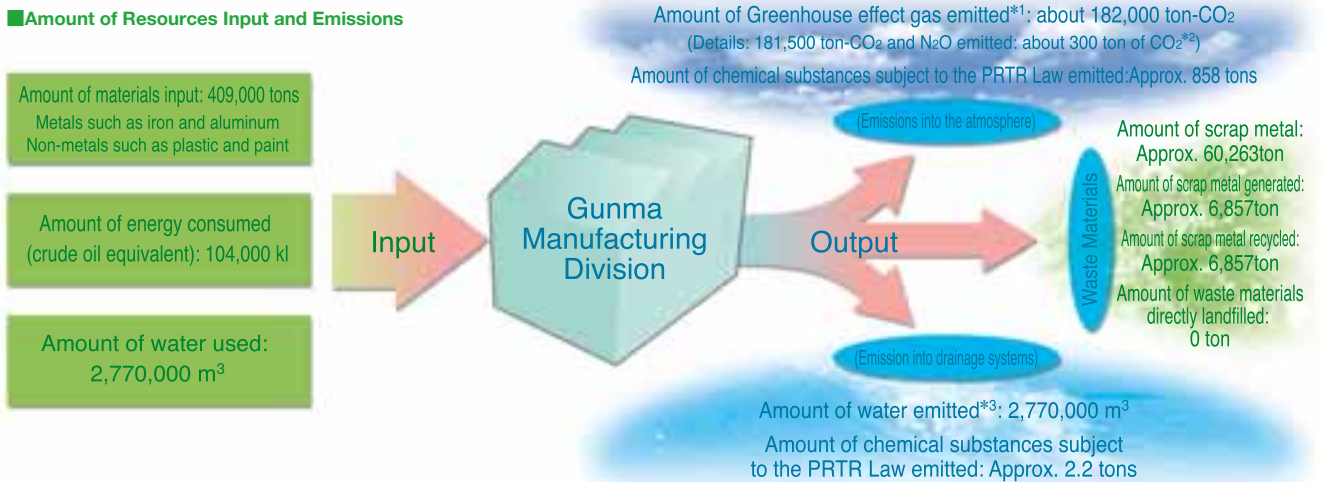 ■Amount of Resources Input and Emissions
Amount of materials input: 409,000 tons
Metals such as iron and aluminum
Non-metals such as plastic and paint
Amount of energy consumed
(crude oil equivalent): 104,000 kl
Amount of water used:
2,770,000 m³
Input
Gunma
Manufacturing
Division
Output
Amount of Greenhouse effect gas emitted*¹: about 182,000 ton-CO₂
(Details: 181,500 ton-CO₂ and N₂O emitted: about 300 ton of CO₂*²)
Amount of chemical substances subject to the PRTR Law emitted:Approx. 858 tons
(Emissions into the atmosphere)
Waste Materials
Amount of scrap metal:
Approx. 60,263ton
Amount of scrap metal generated:
Approx. 6,857ton
Amount of scrap metal recycled:
Approx. 6,857ton
Amount of waste materials
directly landfilled:
0 ton
(Emission into drainage systems)
Amount of water emitted*³: 2,770,000 m³
Amount of chemical substances subject
to the PRTR Law emitted: Approx. 2.2 tons